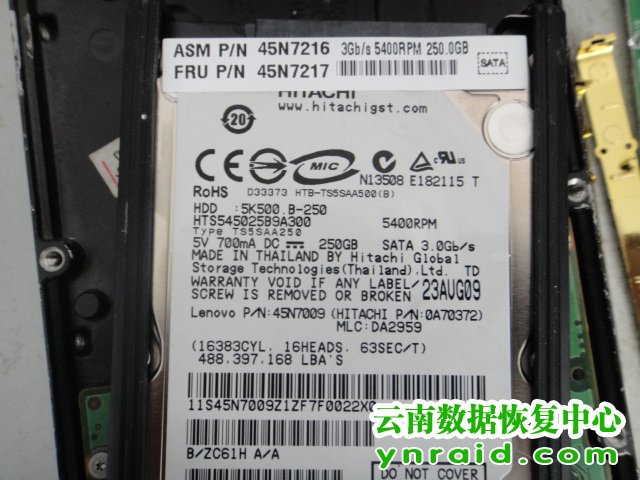 ASM P/N 45N7216 3Gb/s 5400RPM 250.0GB
FRU P/N 45N7217
SATA
HITACHI
www.hitachigst.com
20
CE MIC c RU US
N13508 E182115 T
RoHS D33373 HTB-TS5SAA500(B)
HDD :5K500.B-250
HTS545025B9A300 5400RPM
Type TS5SAA250
5V 700mA DC 250GB SATA 3.0Gb/s
MADE IN THAILAND BY Hitachi Global
Storage Technologies(Thailand).Ltd. TD
WARRANTY VOID IF ANY LABEL/ 23AUG09
SCREW IS REMOVED OR BROKEN
Lenovo P/N:45N7009 (HITACHI P/N:0A70372)
MLC:DA2959
(16383CYL. 16HEADS. 63SEC/T)
488.397.168 LBA'S
11S45N7009Z1ZF7F0022X
B/ZC61H A/A
DO NOT COVER
云南数据恢复中心
ynraid.com